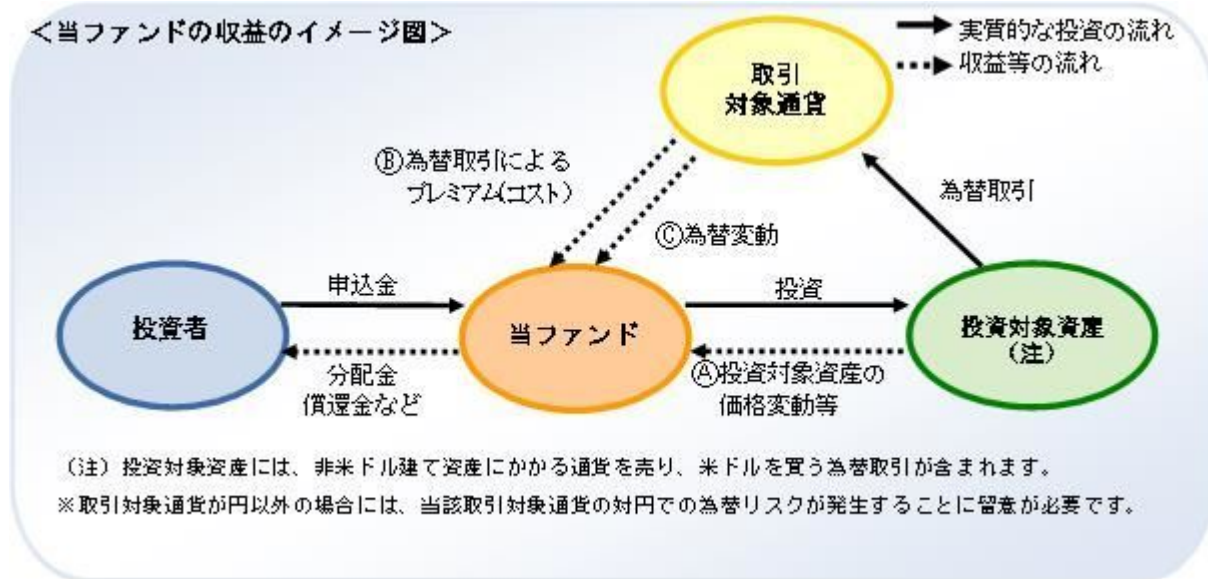 ＜当ファンドの収益のイメージ図＞
実質的な投資の流れ
収益等の流れ
取引
対象通貨
Ⓑ為替取引による
プレミアム(コスト)
為替取引
Ⓒ為替変動
申込金
投資
投資者
当ファンド
投資対象資産
(注)
分配金
償還金など
Ⓐ投資対象資産の
価格変動等
(注) 投資対象資産には、非米ドル建て資産にかかる通貨を売り、米ドルを買う為替取引が含まれます。
※取引対象通貨が円以外の場合には、当該取引対象通貨の対円での為替リスクが発生することに留意が必要です。